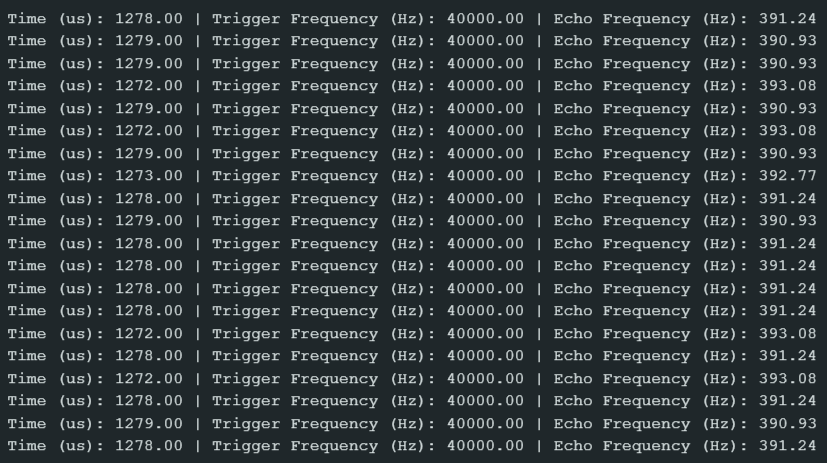 Time (us): 1278.00 | Trigger Frequency (Hz): 40000.00 | Echo Frequency (Hz): 391.24
Time (us): 1279.00 | Trigger Frequency (Hz): 40000.00 | Echo Frequency (Hz): 390.93
Time (us): 1279.00 | Trigger Frequency (Hz): 40000.00 | Echo Frequency (Hz): 390.93
Time (us): 1272.00 | Trigger Frequency (Hz): 40000.00 | Echo Frequency (Hz): 393.08
Time (us): 1279.00 | Trigger Frequency (Hz): 40000.00 | Echo Frequency (Hz): 390.93
Time (us): 1272.00 | Trigger Frequency (Hz): 40000.00 | Echo Frequency (Hz): 393.08
Time (us): 1279.00 | Trigger Frequency (Hz): 40000.00 | Echo Frequency (Hz): 390.93
Time (us): 1273.00 | Trigger Frequency (Hz): 40000.00 | Echo Frequency (Hz): 392.77
Time (us): 1278.00 | Trigger Frequency (Hz): 40000.00 | Echo Frequency (Hz): 391.24
Time (us): 1279.00 | Trigger Frequency (Hz): 40000.00 | Echo Frequency (Hz): 390.93
Time (us): 1278.00 | Trigger Frequency (Hz): 40000.00 | Echo Frequency (Hz): 391.24
Time (us): 1278.00 | Trigger Frequency (Hz): 40000.00 | Echo Frequency (Hz): 391.24
Time (us): 1278.00 | Trigger Frequency (Hz): 40000.00 | Echo Frequency (Hz): 391.24
Time (us): 1278.00 | Trigger Frequency (Hz): 40000.00 | Echo Frequency (Hz): 391.24
Time (us): 1272.00 | Trigger Frequency (Hz): 40000.00 | Echo Frequency (Hz): 393.08
Time (us): 1278.00 | Trigger Frequency (Hz): 40000.00 | Echo Frequency (Hz): 391.24
Time (us): 1272.00 | Trigger Frequency (Hz): 40000.00 | Echo Frequency (Hz): 393.08
Time (us): 1278.00 | Trigger Frequency (Hz): 40000.00 | Echo Frequency (Hz): 391.24
Time (us): 1279.00 | Trigger Frequency (Hz): 40000.00 | Echo Frequency (Hz): 390.93
Time (us): 1278.00 | Trigger Frequency (Hz): 40000.00 | Echo Frequency (Hz): 391.24